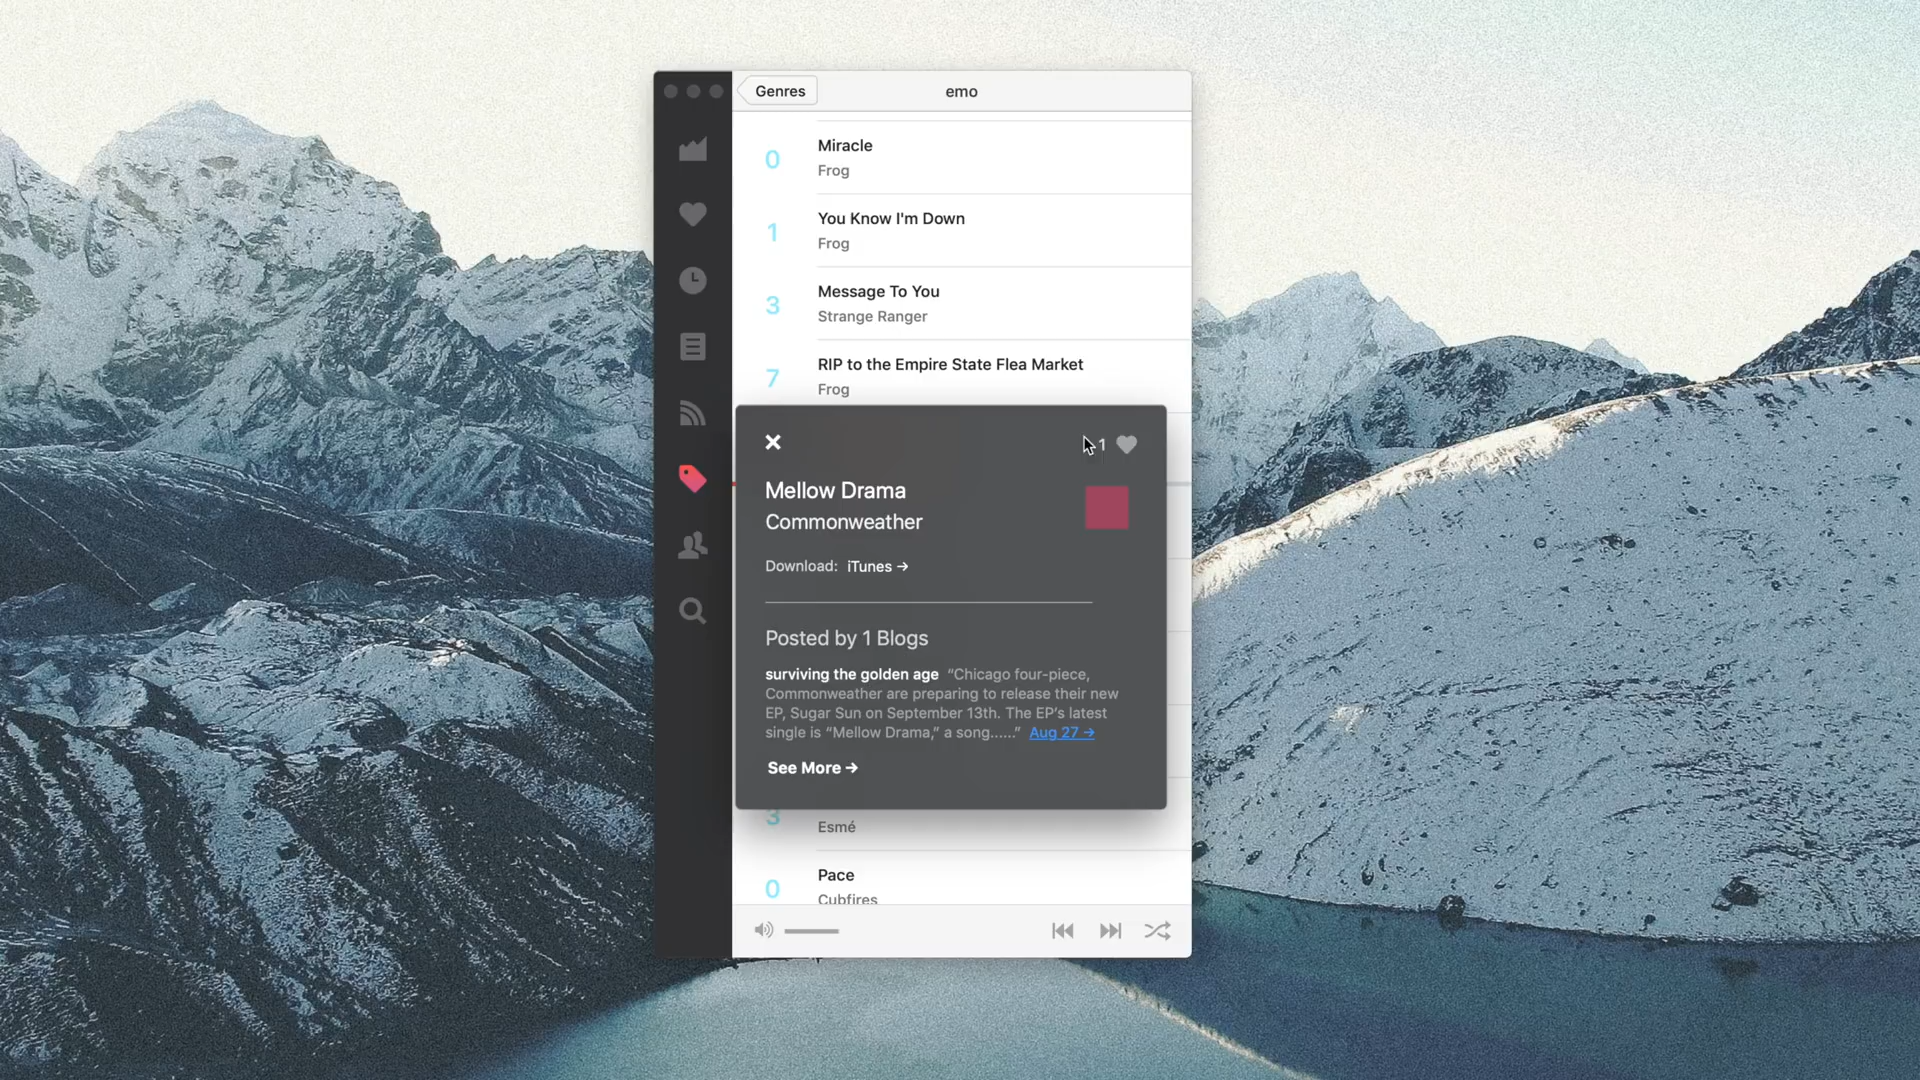 Genres
emo
0
Miracle
Frog
1
You Know I'm Down
Frog
3
Message To You
Strange Ranger
7
RIP to the Empire State Flea Market
Frog
1
Mellow Drama
Commonweather
Download: iTunes →
Posted by 1 Blogs
surviving the golden age “Chicago four-piece,
Commonweather are preparing to release their new
EP, Sugar Sun on September 13th. The EP’s latest
single is “Mellow Drama,” a song......” Aug 27 →
See More →
3
Esmé
0
Pace
Cubfires